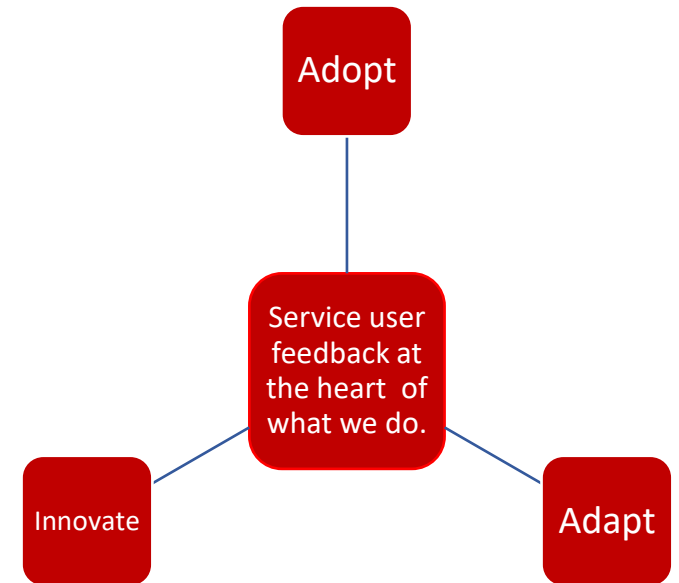 Adopt
Service user
feedback at
the heart  of
what we do.
Innovate
Adapt